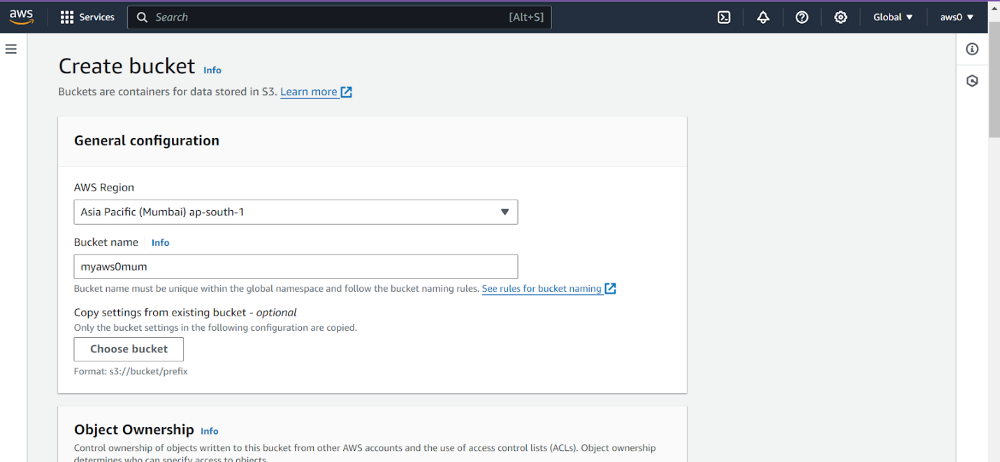 aws
Services
Search
[Alt+S]
Global
aws0
Create bucket Info
Buckets are containers for data stored in S3. Learn more
General configuration
AWS Region
Asia Pacific (Mumbai) ap-south-1
Bucket name Info
myaws0mum
Bucket name must be unique within the global namespace and follow the bucket naming rules. See rules for bucket naming
Copy settings from existing bucket - optional
Only the bucket settings in the following configuration are copied.
Choose bucket
Format: s3://bucket/prefix
Object Ownership Info
Control ownership of objects written to this bucket from other AWS accounts and the use of access control lists (ACLs). Object ownership
determines who can specify access to objects.